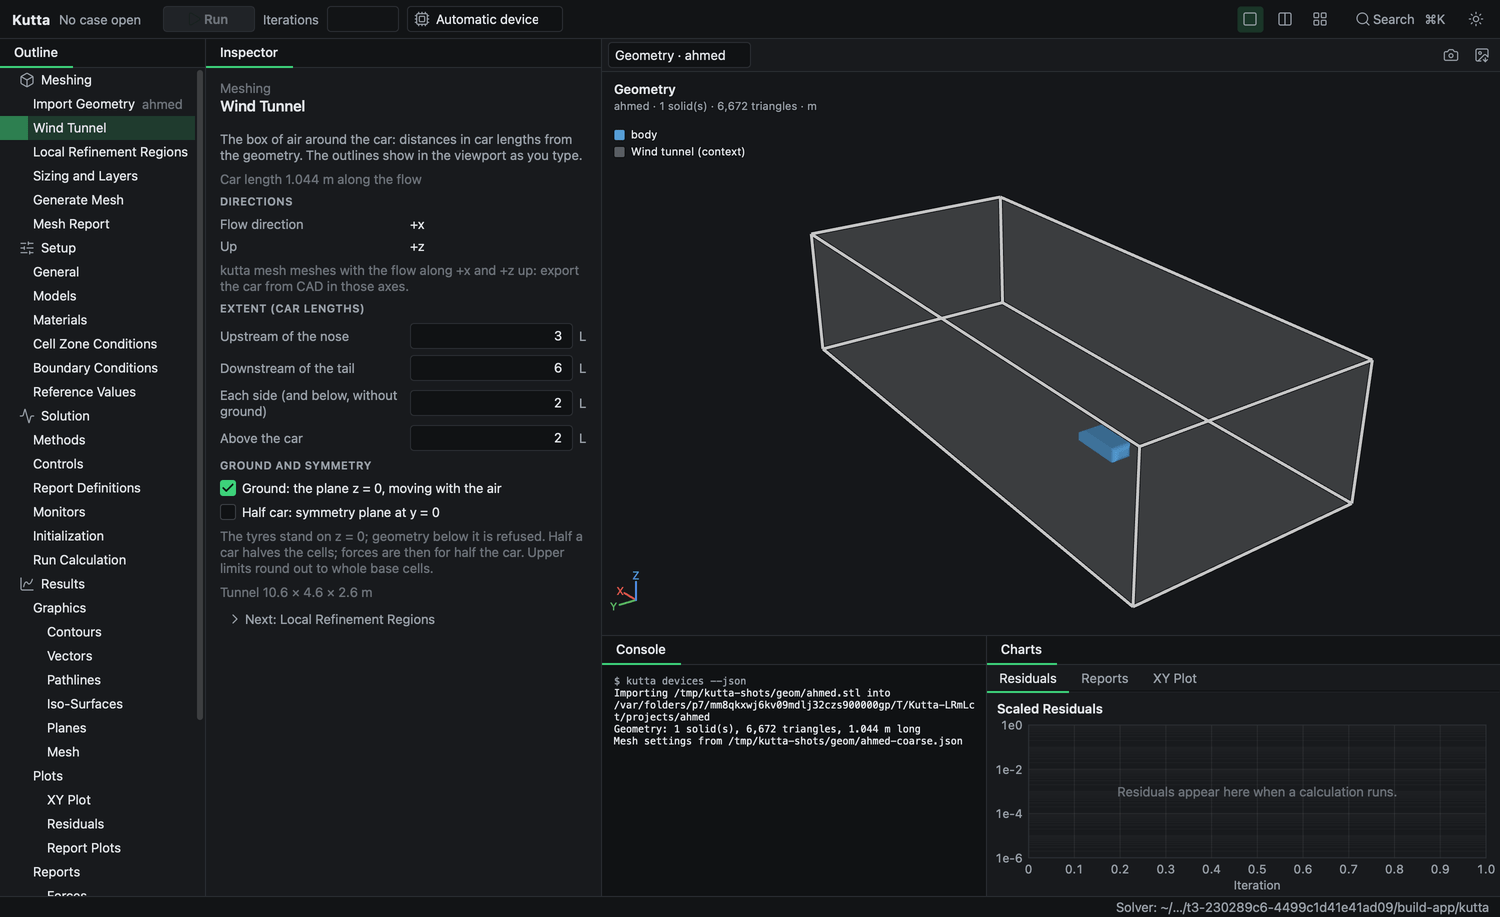 Kutta No case open Run Iterations Automatic device Search ⌘K
Outline
Meshing
Import Geometry ahmed
Wind Tunnel
Local Refinement Regions
Sizing and Layers
Generate Mesh
Mesh Report
Setup
General
Models
Materials
Cell Zone Conditions
Boundary Conditions
Reference Values
Solution
Methods
Controls
Report Definitions
Monitors
Initialization
Run Calculation
Results
Graphics
Contours
Vectors
Pathlines
Iso-Surfaces
Planes
Mesh
Plots
XY Plot
Residuals
Report Plots
Reports
Forces
Inspector
Meshing
Wind Tunnel
The box of air around the car: distances in car lengths from
the geometry. The outlines show in the viewport as you type.
Car length 1.044 m along the flow
DIRECTIONS
Flow direction +x
Up +z
kutta mesh meshes with the flow along +x and +z up: export
the car from CAD in those axes.
EXTENT (CAR LENGTHS)
Upstream of the nose 3 L
Downstream of the tail 6 L
Each side (and below, without
ground) 2 L
Above the car 2 L
GROUND AND SYMMETRY
Ground: the plane z = 0, moving with the air
Half car: symmetry plane at y = 0
The tyres stand on z = 0; geometry below it is refused. Half a
car halves the cells; forces are then for half the car. Upper
limits round out to whole base cells.
Tunnel 10.6 × 4.6 × 2.6 m
Next: Local Refinement Regions
Geometry · ahmed
Geometry
ahmed · 1 solid(s) · 6,672 triangles · m
body
Wind tunnel (context)
Z
X
Y
Console
$ kutta devices --json
Importing /tmp/kutta-shots/geom/ahmed.stl into
/var/folders/p7/mm8qkxwj6kv09mdlj32czs900000gp/T/Kutta-LRmLc
t/projects/ahmed
Geometry: 1 solid(s), 6,672 triangles, 1.044 m long
Mesh settings from /tmp/kutta-shots/geom/ahmed-coarse.json
Charts
Residuals Reports XY Plot
Scaled Residuals
1e0
1e-2
Residuals appear here when a calculation runs.
1e-4
1e-6
0 0.1 0.2 0.3 0.4 0.5 0.6 0.7 0.8 0.9 1.0
Iteration
Solver: ~/.../t3-230289c6-4499c1d41e41ad09/build-app/kutta